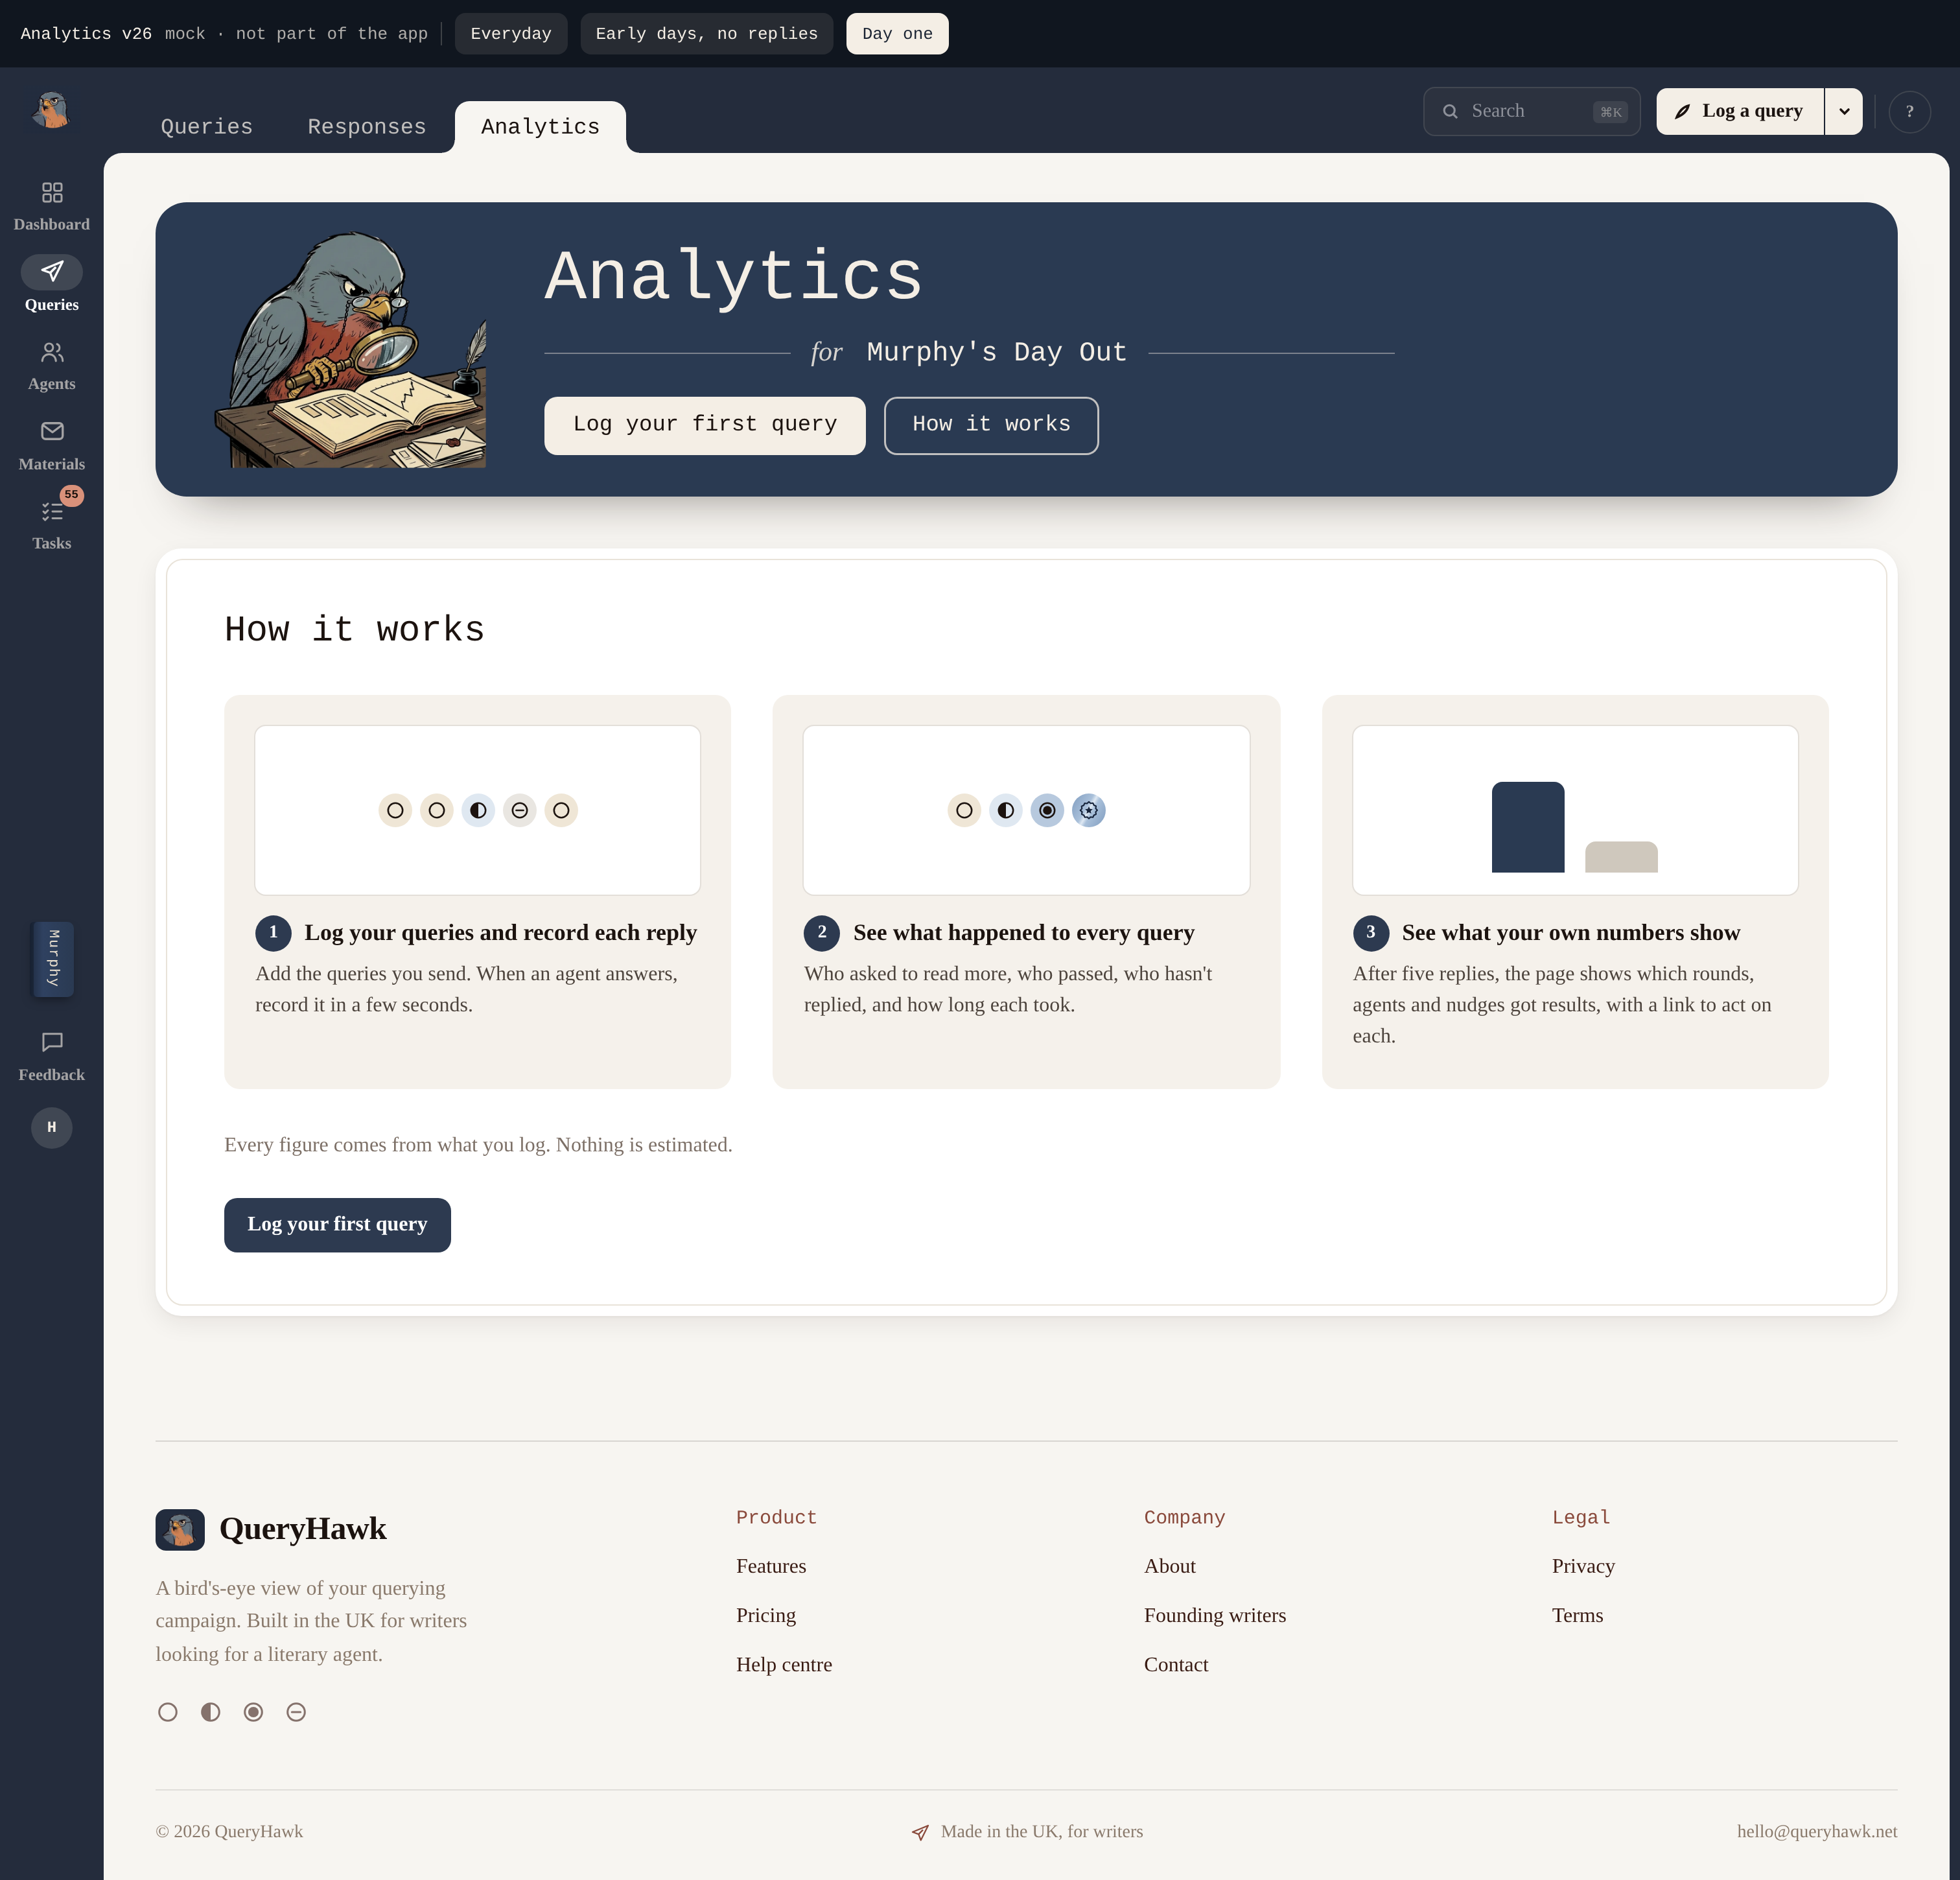 Analytics v26 mock · not part of the app
Everyday
Early days, no replies
Day one
Queries
Responses
Analytics
Search
⌘K
Log a query
?
Dashboard
Queries
Agents
Materials
55
Tasks
Murphy
Feedback
H
Analytics
for Murphy's Day Out
Log your first query
How it works
How it works
1 Log your queries and record each reply
Add the queries you send. When an agent answers,
record it in a few seconds.
2 See what happened to every query
Who asked to read more, who passed, who hasn't
replied, and how long each took.
3 See what your own numbers show
After five replies, the page shows which rounds,
agents and nudges got results, with a link to act on
each.
Every figure comes from what you log. Nothing is estimated.
Log your first query
QueryHawk
A bird's-eye view of your querying
campaign. Built in the UK for writers
looking for a literary agent.
Product
Features
Pricing
Help centre
Company
About
Founding writers
Contact
Legal
Privacy
Terms
© 2026 QueryHawk
Made in the UK, for writers
hello@queryhawk.net